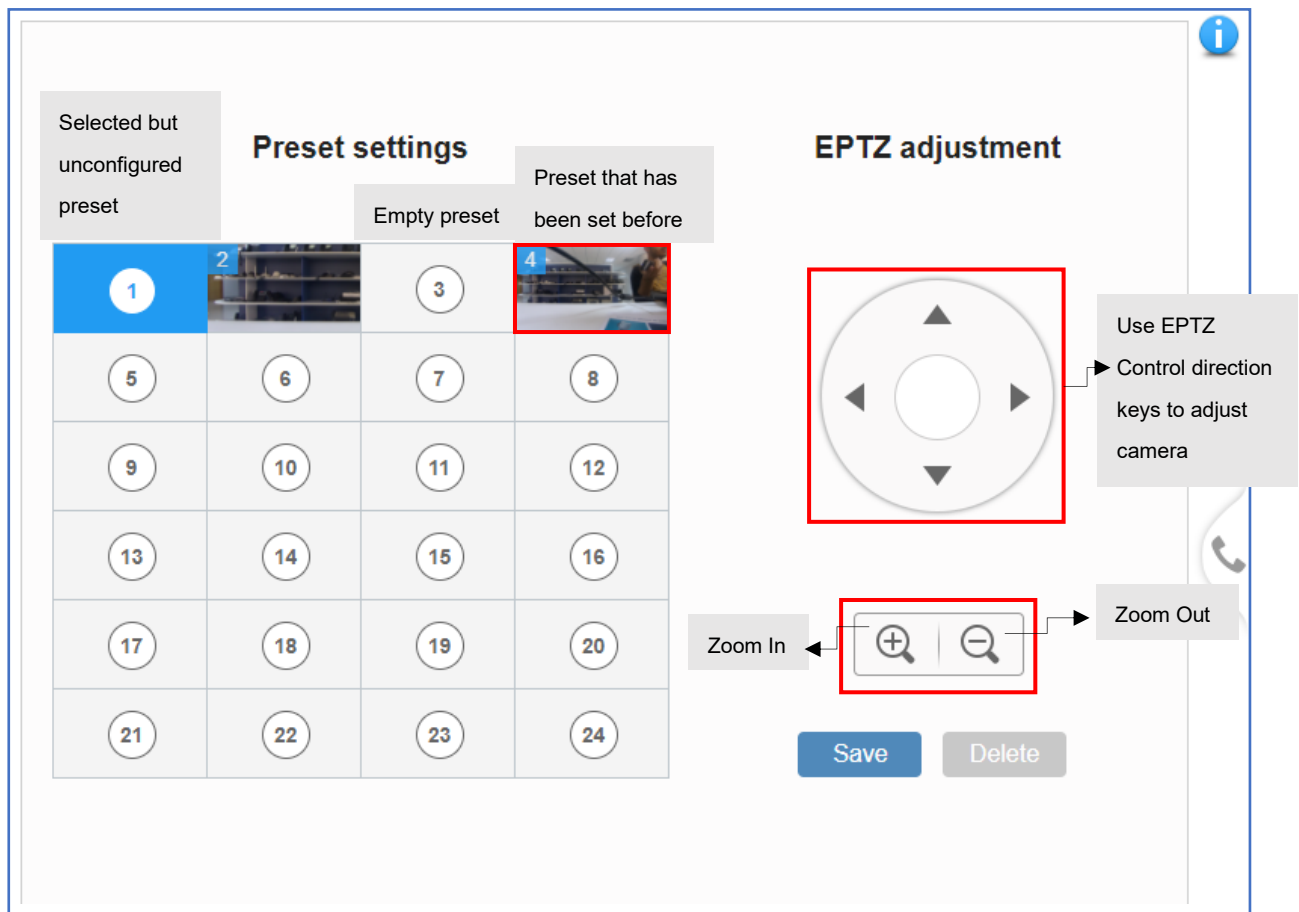 i
Selected but
unconfigured
preset
Preset settings
Empty preset
Preset that has
been set before
EPTZ adjustment
1
2
3
4
5
6
7
8
9
10
11
12
13
14
15
16
17
18
19
20
21
22
23
24
Use EPTZ
Control direction
keys to adjust
camera
Zoom In
Zoom Out
Save
Delete